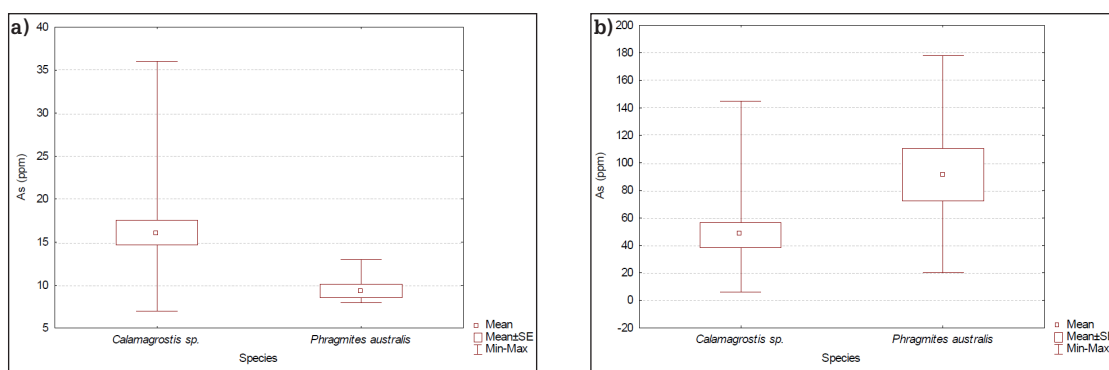 a)
40
35
30
25
20
15
10
5
As (ppm)
Calamagrostis sp.
Phragmites australis
Species
Mean
Mean±SE
Min-Max
b)
200
180
160
140
120
100
80
60
40
20
0
-20
As (ppm)
Calamagrostis sp.
Phragmites australis
Species
Mean
Mean±SE
Min-Max